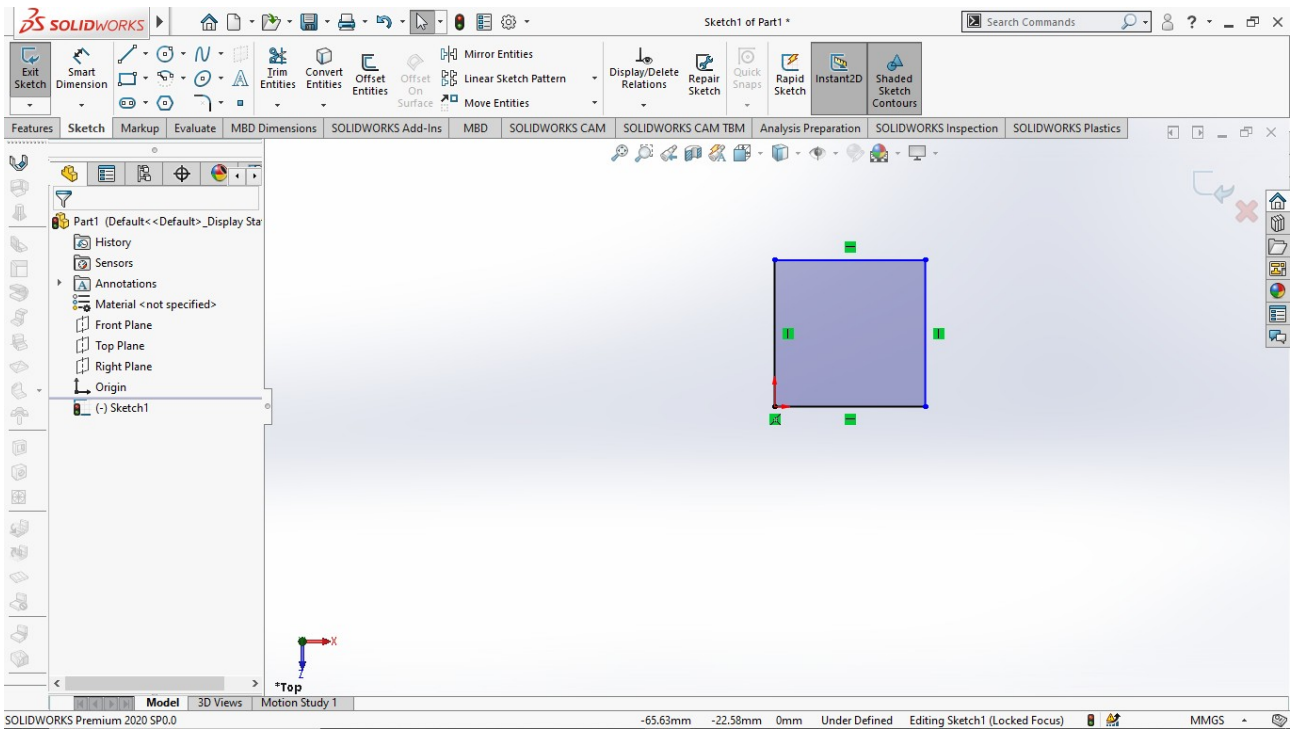 SOLIDWORKS
Sketch1 of Part1 *
Search Commands
?
Exit Sketch
Smart Dimension
Trim Entities
Convert Entities
Offset Entities
Offset On Surface
Mirror Entities
Linear Sketch Pattern
Move Entities
Display/Delete Relations
Repair Sketch
Quick Snaps
Rapid Sketch
Instant2D
Shaded Sketch Contours
Features Sketch Markup Evaluate MBD Dimensions SOLIDWORKS Add-Ins MBD SOLIDWORKS CAM SOLIDWORKS CAM TBM Analysis Preparation SOLIDWORKS Inspection SOLIDWORKS Plastics
Part1 (Default<<Default>_Display Sta
History
Sensors
Annotations
Material <not specified>
Front Plane
Top Plane
Right Plane
Origin
(-) Sketch1
X
Z
*Top
Model 3D Views Motion Study 1
SOLIDWORKS Premium 2020 SP0.0 -65.63mm -22.58mm 0mm Under Defined Editing Sketch1 (Locked Focus) MMGS